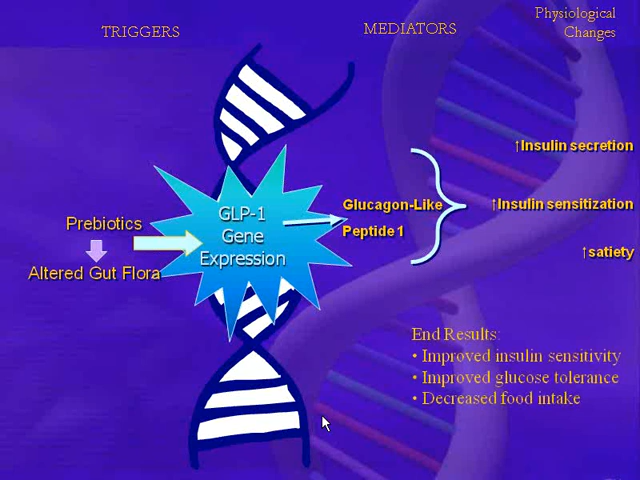 TRIGGERS
MEDIATORS
Physiological
Changes
Prebiotics
Altered Gut Flora
GLP-1
Gene
Expression
Glucagon-Like
Peptide 1
↑Insulin secretion
↑Insulin sensitization
↑satiety
End Results:
• Improved insulin sensitivity
• Improved glucose tolerance
• Decreased food intake